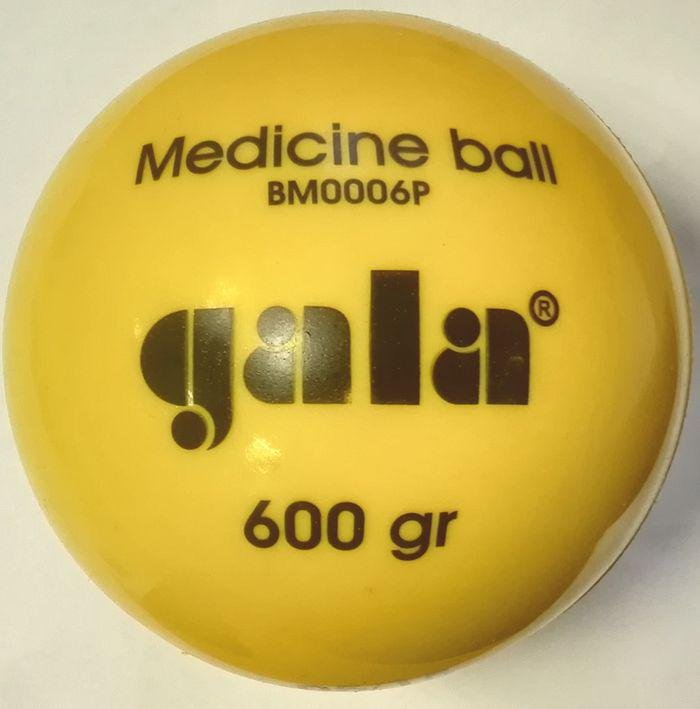 Medicine ball
BM0006P
gala®
600 gr